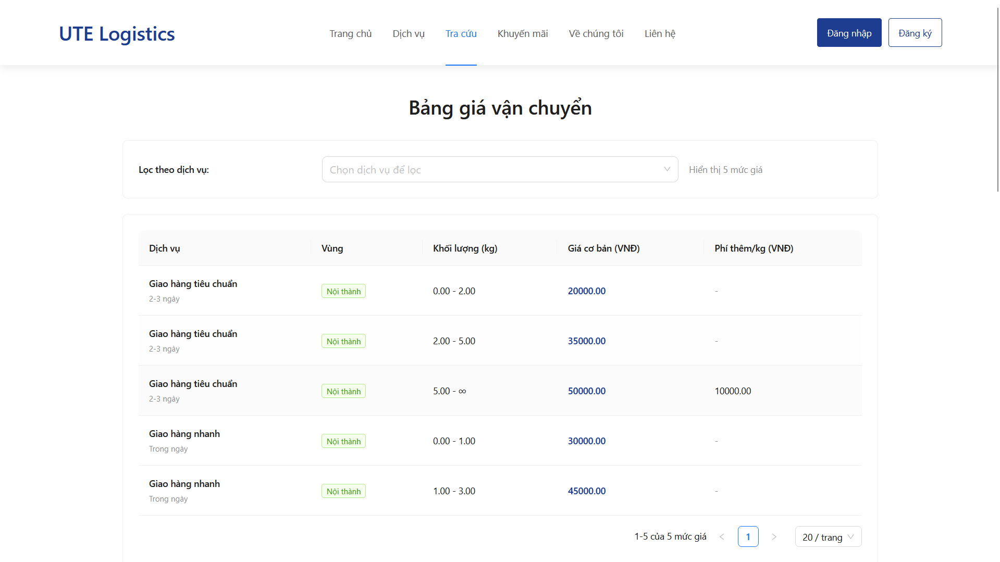 UTE Logistics
Trang chủ
Dịch vụ
Tra cứu
Khuyến mãi
Về chúng tôi
Liên hệ
Đăng nhập
Đăng ký
Bảng giá vận chuyển
Lọc theo dịch vụ:
Chọn dịch vụ để lọc
Hiển thị 5 mức giá
Dịch vụ
Vùng
Khối lượng (kg)
Giá cơ bản (VNĐ)
Phí thêm/kg (VNĐ)
Giao hàng tiêu chuẩn
2-3 ngày
Nội thành
0.00 - 2.00
20000.00
-
Giao hàng tiêu chuẩn
2-3 ngày
Nội thành
2.00 - 5.00
35000.00
-
Giao hàng tiêu chuẩn
2-3 ngày
Nội thành
5.00 - ∞
50000.00
10000.00
Giao hàng nhanh
Trong ngày
Nội thành
0.00 - 1.00
30000.00
-
Giao hàng nhanh
Trong ngày
Nội thành
1.00 - 3.00
45000.00
-
1-5 của 5 mức giá
1
20 / trang